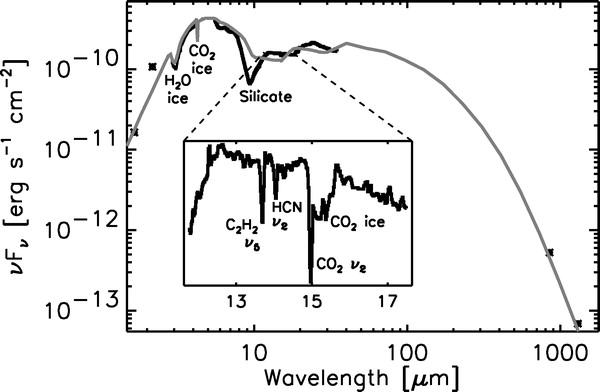 10⁻¹⁰
10⁻¹¹
10⁻¹²
10⁻¹³
νFν [erg s⁻¹ cm⁻²]
CO₂
ice
H₂O
ice
Silicate
C₂H₂
ν₅
HCN
ν₂
CO₂ ice
CO₂ ν₂
13 15 17
10 100 1000
Wavelength [μm]